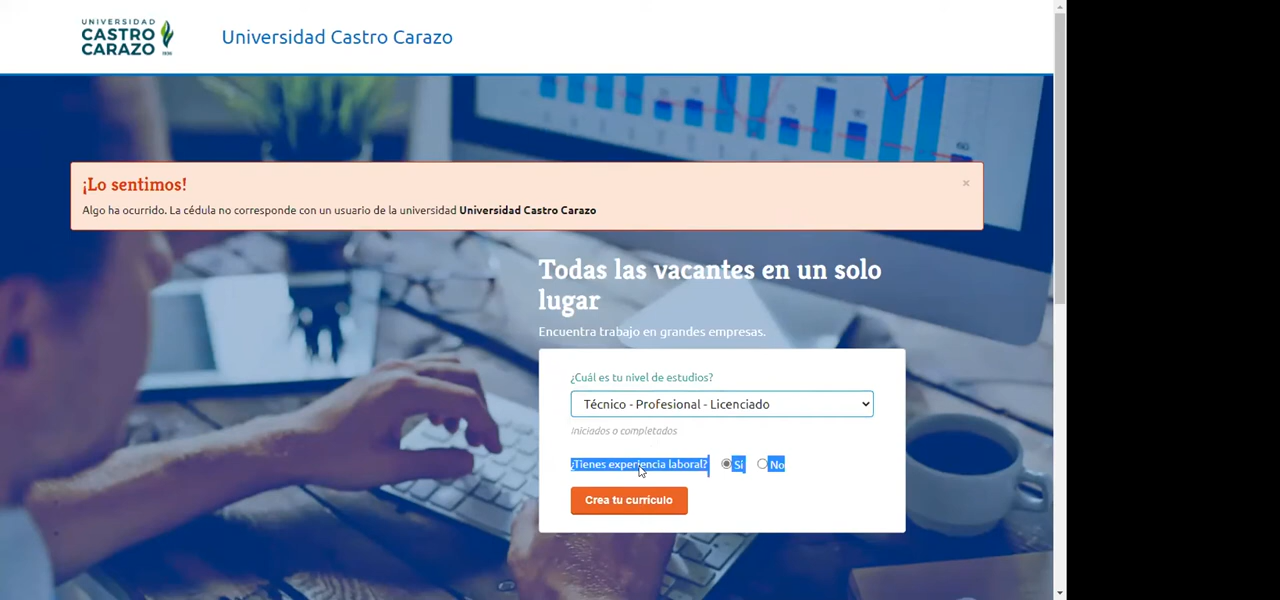 UNIVERSIDAD
CASTRO
CARAZO
Universidad Castro Carazo
¡Lo sentimos!
×
Algo ha ocurrido. La cédula no corresponde con un usuario de la universidad Universidad Castro Carazo
Todas las vacantes en un solo
lugar
Encuentra trabajo en grandes empresas.
¿Cuál es tu nivel de estudios?
Técnico - Profesional - Licenciado
Iniciados o completados
¿Tienes experiencia laboral? Si No
Crea tu curriculo